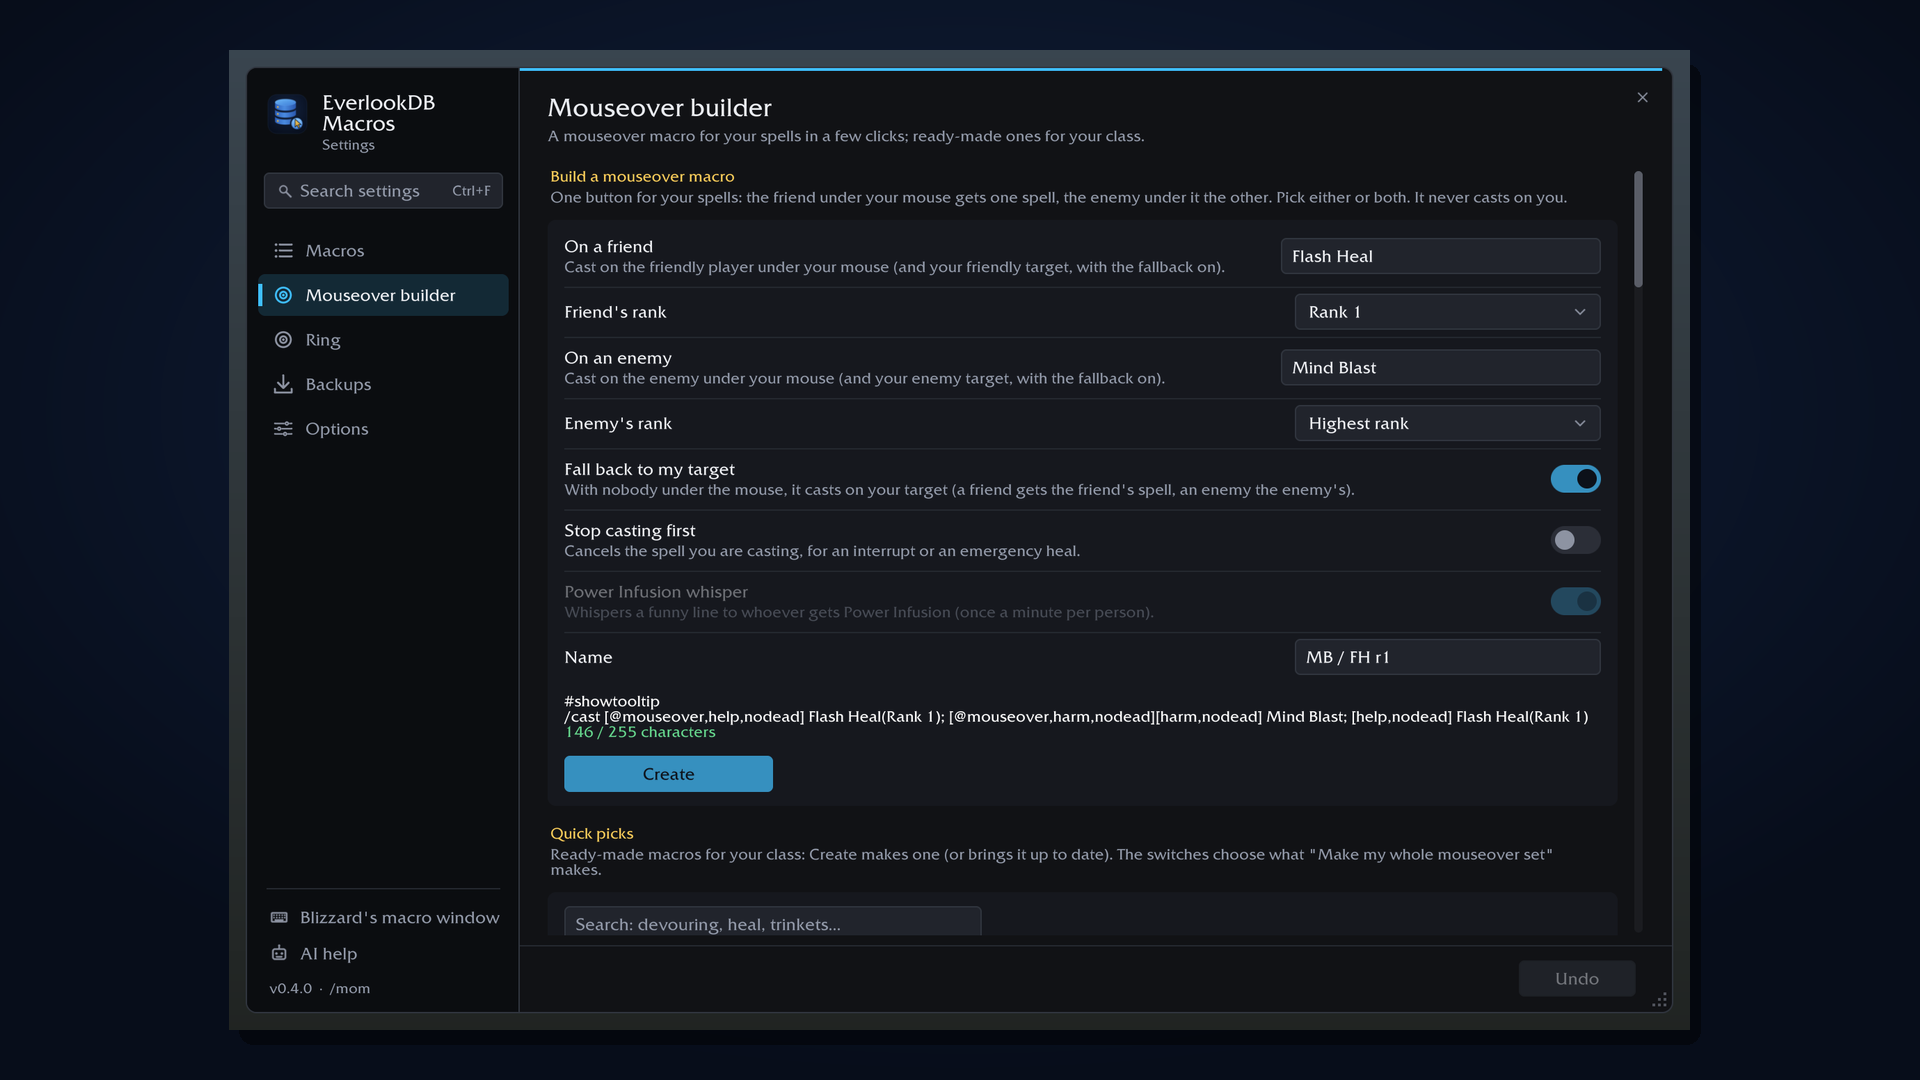 EverlookDB
Macros
Settings
Search settings Ctrl+F
Macros
Mouseover builder
Ring
Backups
Options
Blizzard's macro window
AI help
v0.4.0 · /mom
Mouseover builder
A mouseover macro for your spells in a few clicks; ready-made ones for your class.
Build a mouseover macro
One button for your spells: the friend under your mouse gets one spell, the enemy under it the other. Pick either or both. It never casts on you.
On a friend
Cast on the friendly player under your mouse (and your friendly target, with the fallback on).
Flash Heal
Friend's rank
Rank 1
On an enemy
Cast on the enemy under your mouse (and your enemy target, with the fallback on).
Mind Blast
Enemy's rank
Highest rank
Fall back to my target
With nobody under the mouse, it casts on your target (a friend gets the friend's spell, an enemy the enemy's).
Stop casting first
Cancels the spell you are casting, for an interrupt or an emergency heal.
Power Infusion whisper
Whispers a funny line to whoever gets Power Infusion (once a minute per person).
Name
MB / FH r1
#showtooltip
/cast [@mouseover,help,nodead] Flash Heal(Rank 1); [@mouseover,harm,nodead][harm,nodead] Mind Blast; [help,nodead] Flash Heal(Rank 1)
146 / 255 characters
Create
Quick picks
Ready-made macros for your class: Create makes one (or brings it up to date). The switches choose what "Make my whole mouseover set"
makes.
Search: devouring, heal, trinkets...
Undo